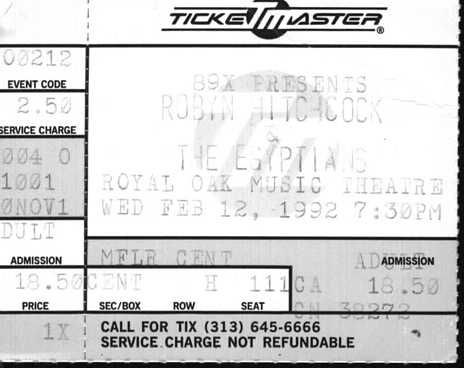 TICKETMASTER®
00212
EVENT CODE
89X PRESENTS
2.50
ROBYN HITCHCOCK
SERVICE CHARGE
&
004 0
THE EGYPTIANS
1001
ROYAL OAK MUSIC THEATRE
0NOV1
WED FEB 12, 1992 7:30PM
DULT
MFLR CENT ADULT
ADMISSION ADMISSION
18.50 CENT H 111 CA 18.50
PRICE SEC/BOX ROW SEAT CN 38272
1X CALL FOR TIX (313) 645-6666
SERVICE CHARGE NOT REFUNDABLE